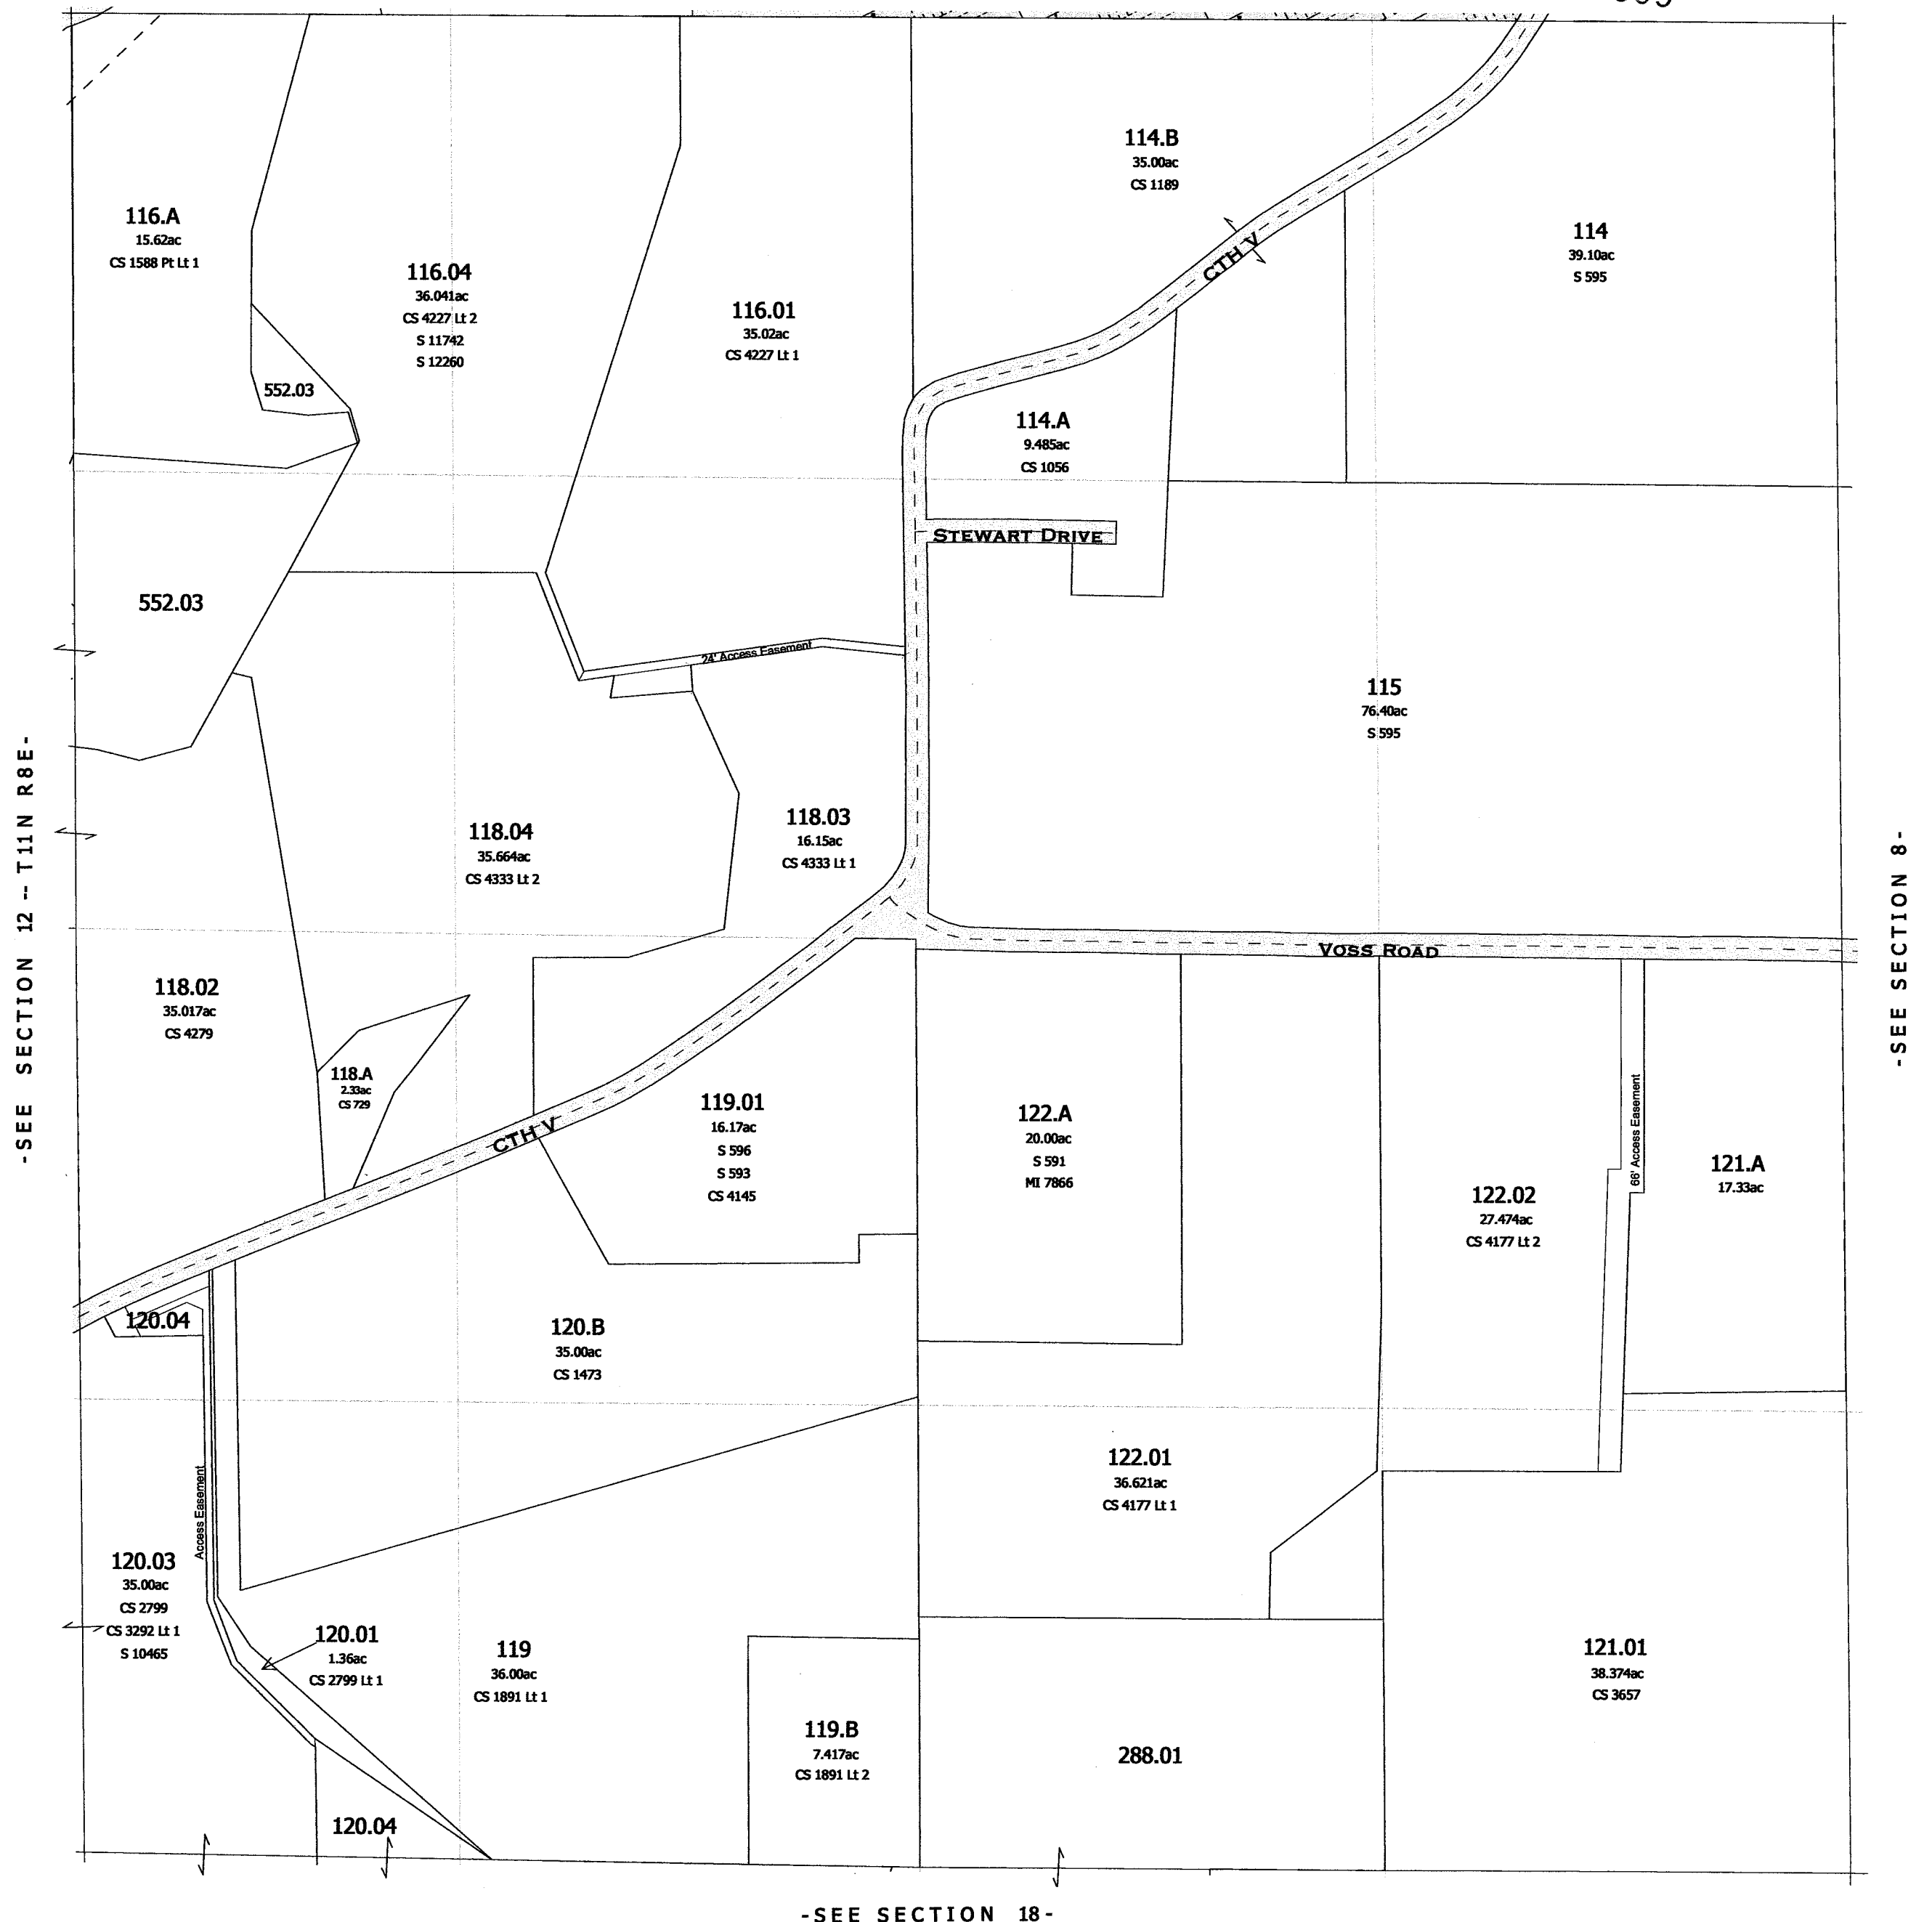 114.B
35.00ac
CS 1189
116.A
15.62ac
CS 1588 Pt Lt 1
114
39.10ac
S 595
CTH V
116.04
36.041ac
CS 4227 Lt 2
S 11742
S 12260
116.01
35.02ac
CS 4227 Lt 1
552.03
114.A
9.485ac
CS 1056
STEWART DRIVE
552.03
24' Access Easement
115
76.40ac
S 595
-SEE SECTION 12 -- T11N R8E-
118.04
35.664ac
CS 4333 Lt 2
118.03
16.15ac
CS 4333 Lt 1
-SEE SECTION 8-
VOSS ROAD
118.02
35.017ac
CS 4279
118.A
2.33ac
CS 729
CTH V
119.01
16.17ac
S 596
S 593
CS 4145
122.A
20.00ac
S 591
MI 7866
66' Access Easement
121.A
17.33ac
122.02
27.474ac
CS 4177 Lt 2
120.04
120.B
35.00ac
CS 1473
122.01
36.621ac
CS 4177 Lt 1
Access Easement
120.03
35.00ac
CS 2799
CS 3292 Lt 1
S 10465
120.01
1.36ac
CS 2799 Lt 1
119
36.00ac
CS 1891 Lt 1
121.01
38.374ac
CS 3657
119.B
7.417ac
CS 1891 Lt 2
288.01
120.04
-SEE SECTION 18-